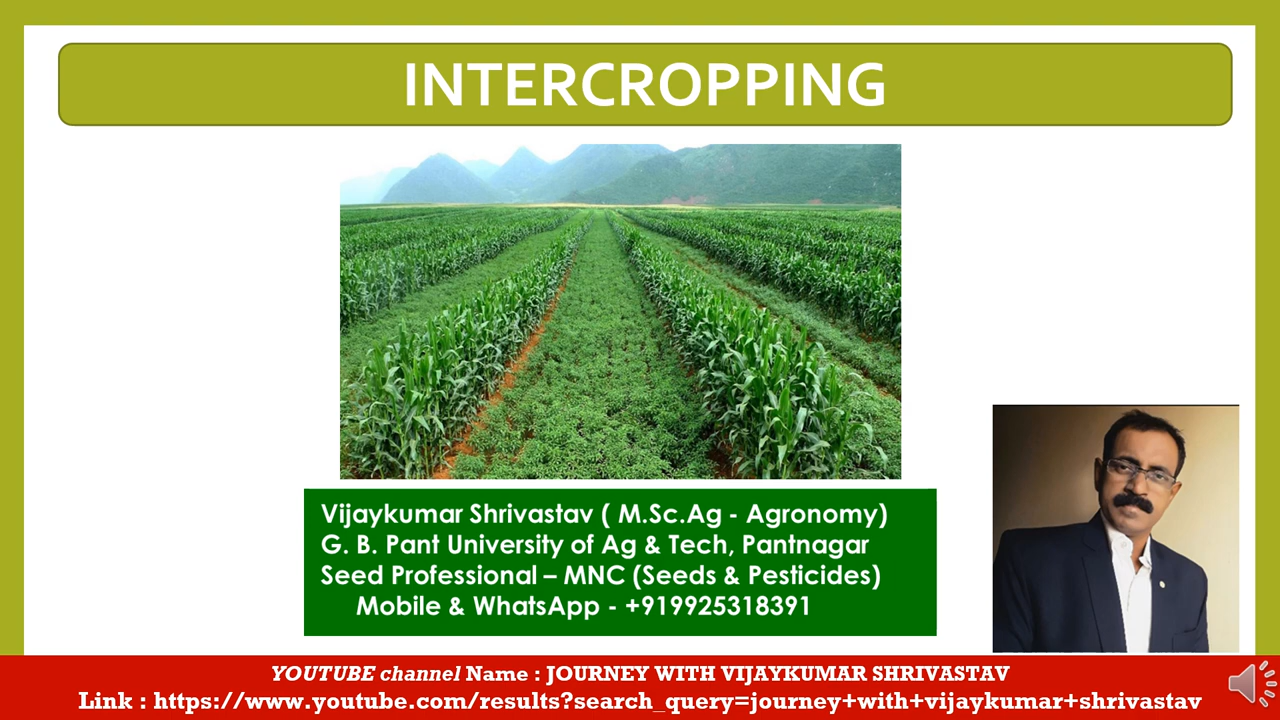 INTERCROPPING
Vijaykumar Shrivastav ( M.Sc.Ag - Agronomy)
G. B. Pant University of Ag & Tech, Pantnagar
Seed Professional – MNC (Seeds & Pesticides)
Mobile & WhatsApp - +919925318391
YOUTUBE channel Name : JOURNEY WITH VIJAYKUMAR SHRIVASTAV
Link : https://www.youtube.com/results?search_query=journey+with+vijaykumar+shrivastav